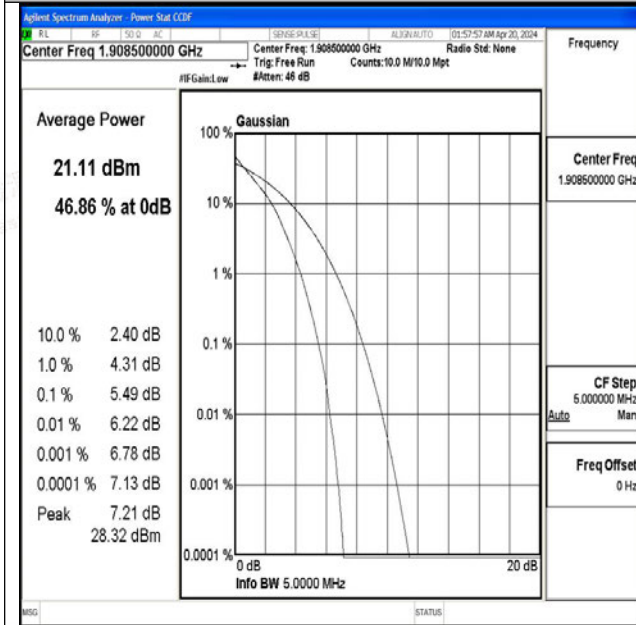 Agilent Spectrum Analyzer - Power Stat CCDF
RL RF 50 Ω AC SENSE:PULSE ALIGN AUTO 01:57:57 AM Apr 20, 2024
Center Freq 1.908500000 GHz
Center Freq: 1.908500000 GHz Radio Std: None
Trig: Free Run Counts:10.0 M/10.0 Mpt
#IFGain:Low #Atten: 46 dB
Frequency
Average Power
21.11 dBm
46.86 % at 0dB
10.0 % 2.40 dB
1.0 % 4.31 dB
0.1 % 5.49 dB
0.01 % 6.22 dB
0.001 % 6.78 dB
0.0001 % 7.13 dB
Peak 7.21 dB
28.32 dBm
Gaussian
100 %
10 %
1 %
0.1 %
0.01 %
0.001 %
0.0001 %
0 dB 20 dB
Info BW 5.0000 MHz
Center Freq
1.908500000 GHz
CF Step
5.000000 MHz
Auto Man
Freq Offset
0 Hz
MSG STATUS